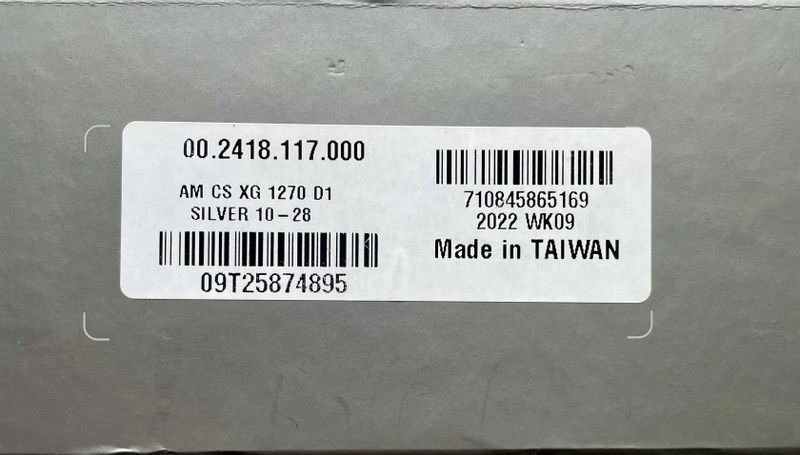 00.2418.117.000
AM CS XG 1270 D1
SILVER 10-28
09T25874895
710845865169
2022 WK09
Made in TAIWAN